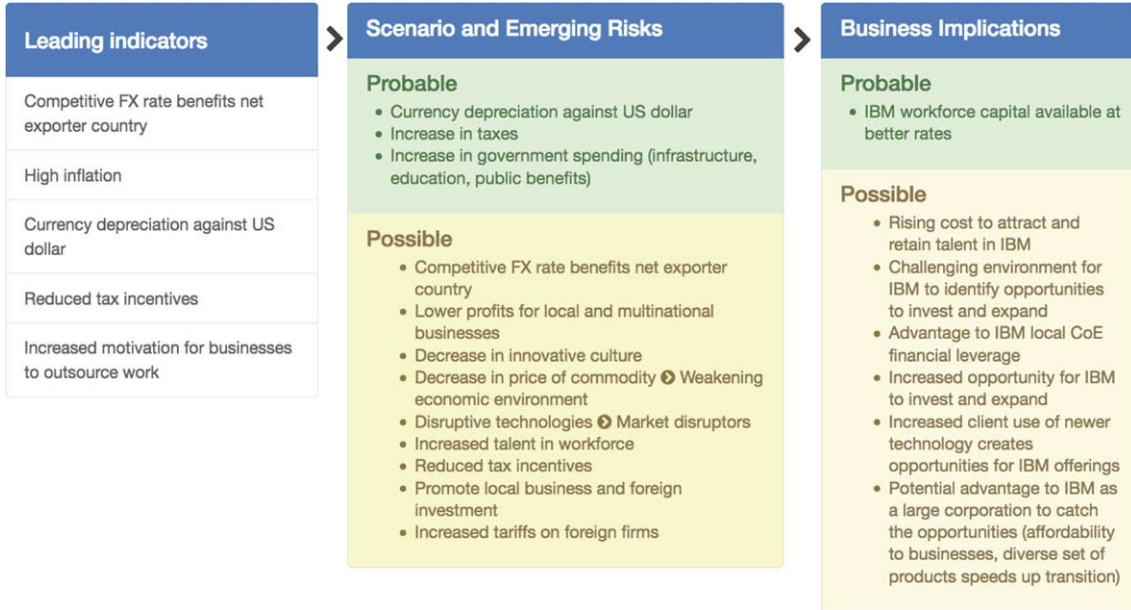 Leading indicators
Competitive FX rate benefits net
exporter country
High inflation
Currency depreciation against US
dollar
Reduced tax incentives
Increased motivation for businesses
to outsource work
Scenario and Emerging Risks
Probable
• Currency depreciation against US dollar
• Increase in taxes
• Increase in government spending (infrastructure,
education, public benefits)
Possible
• Competitive FX rate benefits net exporter
country
• Lower profits for local and multinational
businesses
• Decrease in innovative culture
• Decrease in price of commodity Weakening
economic environment
• Disruptive technologies Market disruptors
• Increased talent in workforce
• Reduced tax incentives
• Promote local business and foreign
investment
• Increased tariffs on foreign firms
Business Implications
Probable
• IBM workforce capital available at
better rates
Possible
• Rising cost to attract and
retain talent in IBM
• Challenging environment for
IBM to identify opportunities
to invest and expand
• Advantage to IBM local CoE
financial leverage
• Increased opportunity for IBM
to invest and expand
• Increased client use of newer
technology creates
opportunities for IBM offerings
• Potential advantage to IBM as
a large corporation to catch
the opportunities (affordability
to businesses, diverse set of
products speeds up transition)